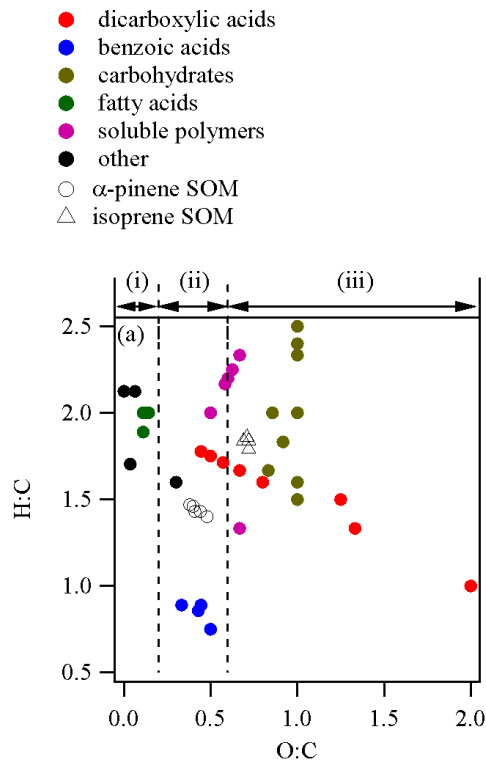 dicarboxylic acids
benzoic acids
carbohydrates
fatty acids
soluble polymers
other
α-pinene SOM
isoprene SOM
(i) (ii) (iii)
(a)
2.5
2.0
1.5
1.0
0.5
H:C
0.0 0.5 1.0 1.5 2.0
O:C